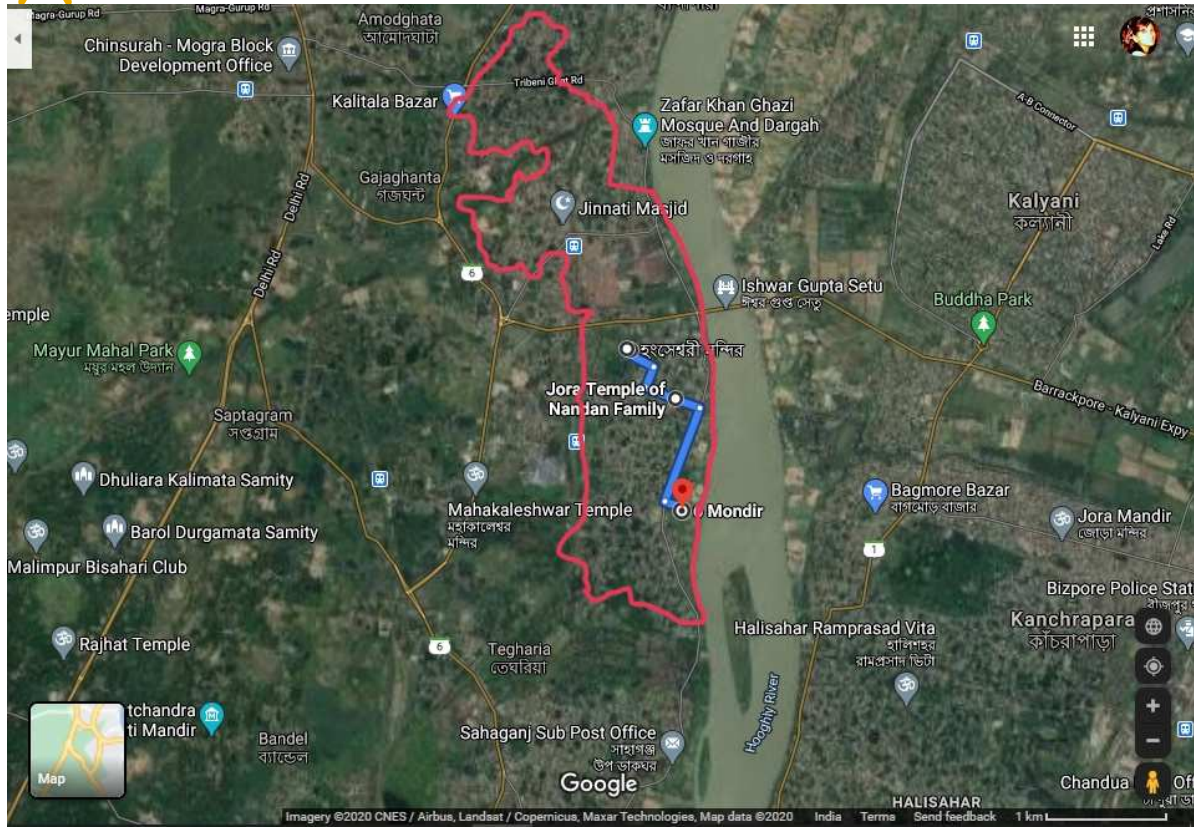 Magra-Gurup Rd
Amodghata
আমোদঘাটা
Chinsurah - Mogra Block
Development Office
Tribeni Ghat Rd
Kalitala Bazar
Zafar Khan Ghazi
Mosque And Dargah
জাফর খান গাজীর
মসজিদ ও দরগাহ
A-B Connector
Gajaghanta
গজঘন্ট
Kalyani
কল্যানী
Jinnati Masjid
Lake Rd
Delhi Rd
Delhi Rd
6
Ishwar Gupta Setu
ঈশ্বর গুপ্ত সেতু
Buddha Park
হংসেশ্বরী মন্দির
Mayur Mahal Park
ময়ূর মহল উদ্যান
Jora Temple of
Nandan Family
Barrackpore - Kalyani Expy
Saptagram
সপ্তগ্রাম
Dhuliara Kalimata Samity
Mahakaleshwar Temple
মহাকালেশ্বর
মন্দির
Mondir
Bagmore Bazar
বাগমোড় বাজার
Jora Mandir
জোড়া মন্দির
Barol Durgamata Samity
1
Malimpur Bisahari Club
Bizpore Police Stat
Kanchrapara
কাঁচরাপাড়া
Rajhat Temple
6
Tegharia
তেঘরিয়া
Halisahar Ramprasad Vita
হালিশহর
রামপ্রসাদ ভিটা
Hooghly River
Bandel
ব্যান্ডেল
Sahaganj Sub Post Office
সাহাগঞ্জ
উপ ডাকঘর
Map
Google
Chandua
HALISAHAR
Imagery ©2020 CNES / Airbus, Landsat / Copernicus, Maxar Technologies, Map data ©2020 India Terms Send feedback 1 km